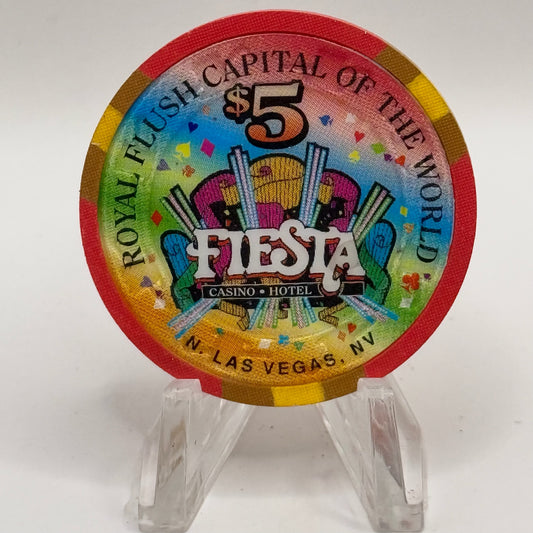 ROYAL FLUSH CAPITAL OF THE WORLD
$5
FIESTA
CASINO • HOTEL
N. LAS VEGAS, NV